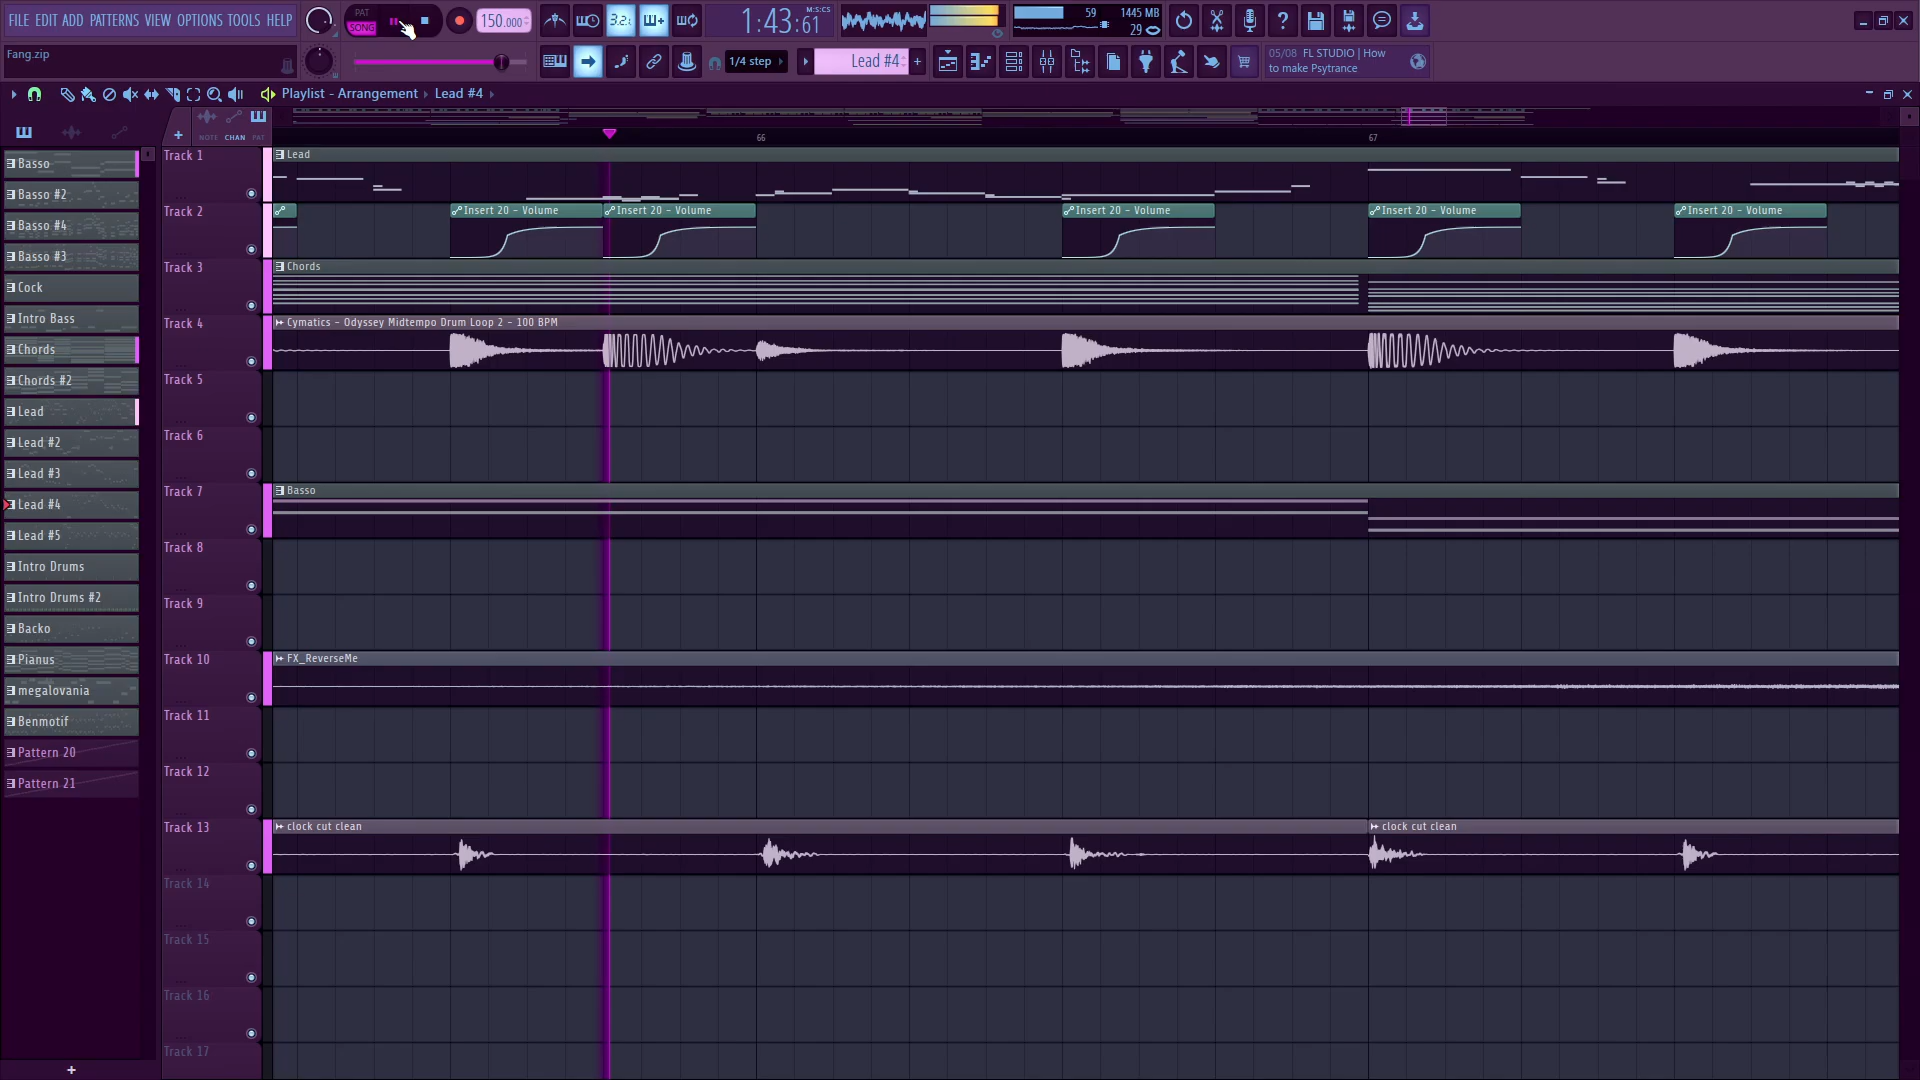 FILE EDIT ADD PATTERNS VIEW OPTIONS TOOLS HELP
PAT
SONG
150.000
3.2.
1:43:61
M:S:CS
59
1445 MB
29
Fang.zip
1/4 step
Lead #4
05/08 FL STUDIO | How
to make Psytrance
Playlist - Arrangement › Lead #4 ›
NOTE CHAN PAT
66
67
Basso
Basso #2
Basso #4
Basso #3
Cock
Intro Bass
Chords
Chords #2
Lead
Lead #2
Lead #3
Lead #4
Lead #5
Intro Drums
Intro Drums #2
Backo
Pianus
megalovania
Benmotif
Pattern 20
Pattern 21
Track 1
Lead
Track 2
Insert 20 - Volume
Insert 20 - Volume
Insert 20 - Volume
Insert 20 - Volume
Insert 20 - Volume
Track 3
Chords
Track 4
Cymatics - Odyssey Midtempo Drum Loop 2 - 100 BPM
Track 5
Track 6
Track 7
Basso
Track 8
Track 9
Track 10
FX_ReverseMe
Track 11
Track 12
Track 13
clock cut clean
clock cut clean
Track 14
Track 15
Track 16
Track 17